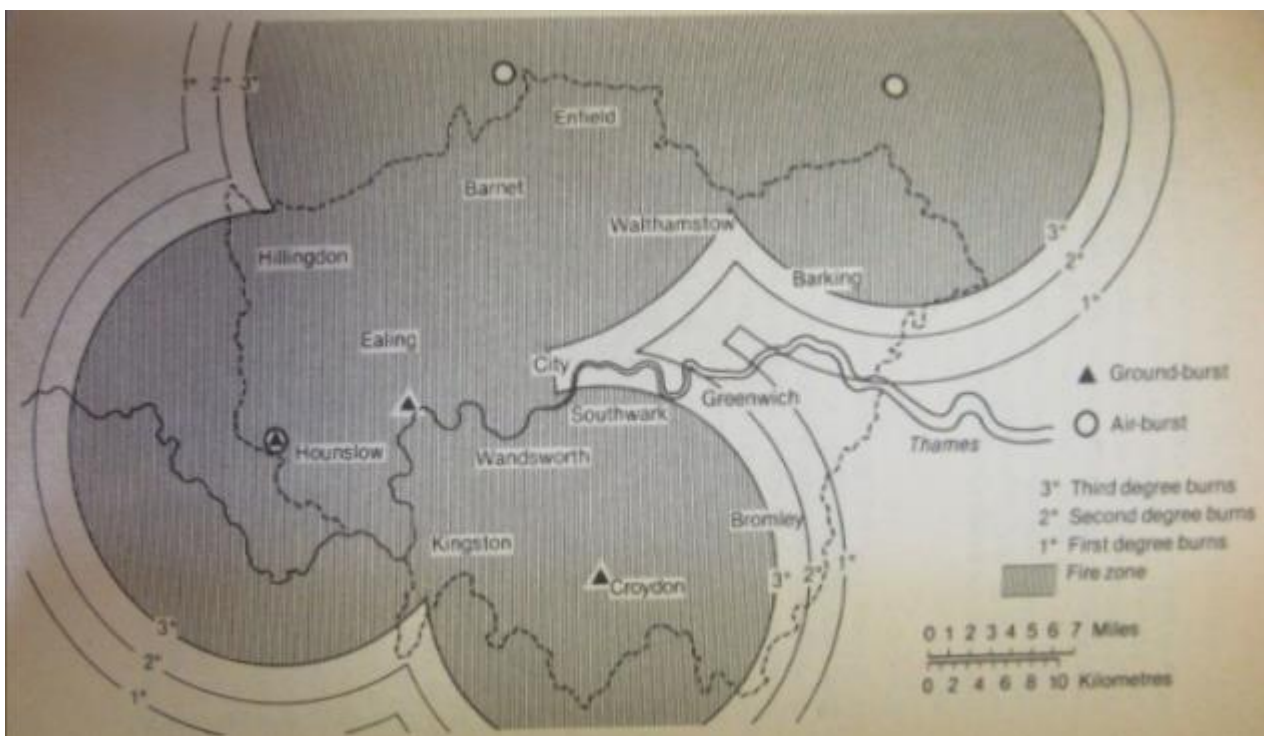 1° 2° 3°
Enfield
Barnet
Walthamstow
Hillingdon
Barking
3°
2°
1°
Ealing
City
Ground-burst
Southwark
Greenwich
Air-burst
Hounslow
Wandsworth
Thames
3° Third degree burns
2° Second degree burns
1° First degree burns
Fire zone
Bromley
Kingston
Croydon
3° 2° 1°
3°
2°
1°
0 1 2 3 4 5 6 7 Miles
0 2 4 6 8 10 Kilometres